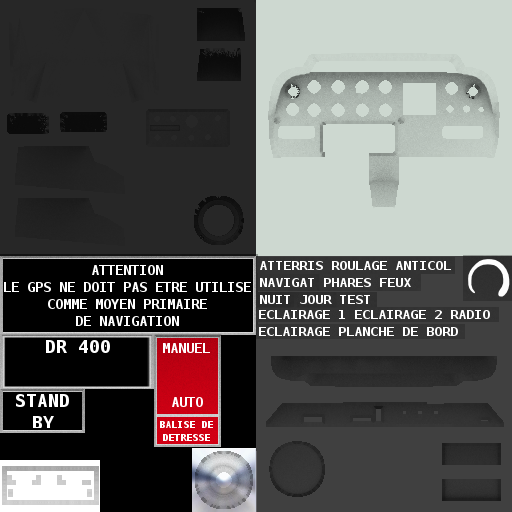 ATTENTION
LE GPS NE DOIT PAS ETRE UTILISE
COMME MOYEN PRIMAIRE
DE NAVIGATION
DR 400
STAND
BY
MANUEL
AUTO
BALISE DE
DETRESSE
ATTERRIS ROULAGE ANTICOL
NAVIGAT PHARES FEUX
NUIT JOUR TEST
ECLAIRAGE 1 ECLAIRAGE 2 RADIO
ECLAIRAGE PLANCHE DE BORD